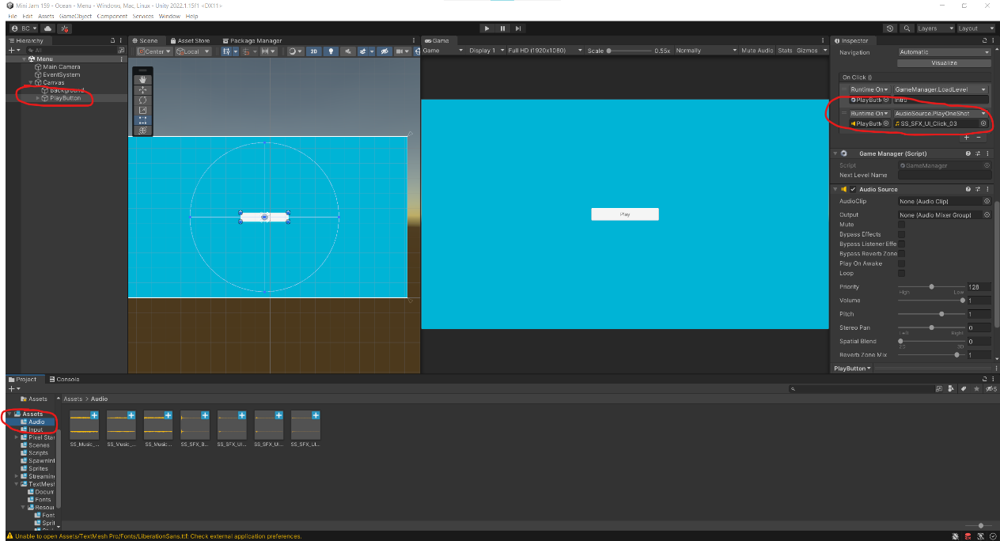 Mini Jam 159 - Ocean - Menu - Windows, Mac, Linux - Unity 2022.1.15f1 <DX11>
File Edit Assets GameObject Component Services Window Help
BC
Layers Layout
Hierarchy
All
Menu
Main Camera
EventSystem
Canvas
Background
PlayButton
Scene Asset Store Package Manager
Center Local 2D
Game
Game Display 1 Full HD (1920x1080) Scale 0.55x Normally Mute Audio Stats Gizmos
Play
Inspector
Navigation Automatic
Visualize
On Click ()
Runtime On GameManager.LoadLevel
PlayButt Intro
Runtime On AudioSource.PlayOneShot
PlayButt SS_SFX_UI_Click_03
+ -
Game Manager (Script)
Script GameManager
Next Level Name
Audio Source
AudioClip None (Audio Clip)
Output None (Audio Mixer Group)
Mute
Bypass Effects
Bypass Listener Effe
Bypass Reverb Zone
Play On Awake
Loop
Priority 128
High Low
Volume 1
Pitch 1
Stereo Pan 0
Left Right
Spatial Blend 0
2D 3D
Reverb Zone Mix 1
PlayButton
Project Console
Assets
Assets
Audio
Input
Pixel Star
Scenes
Scripts
SpawnInf
Sprites
Streaming
TextMesh
Docum
Fonts
Resou
Font
Sprit
Assets > Audio
5
SS_Music_... SS_Music_... SS_Music_... SS_SFX_B... SS_SFX_UI... SS_SFX_UI... SS_SFX_UI...
Unable to open Assets/TextMesh Pro/Fonts/LiberationSans.ttf: Check external application preferences.